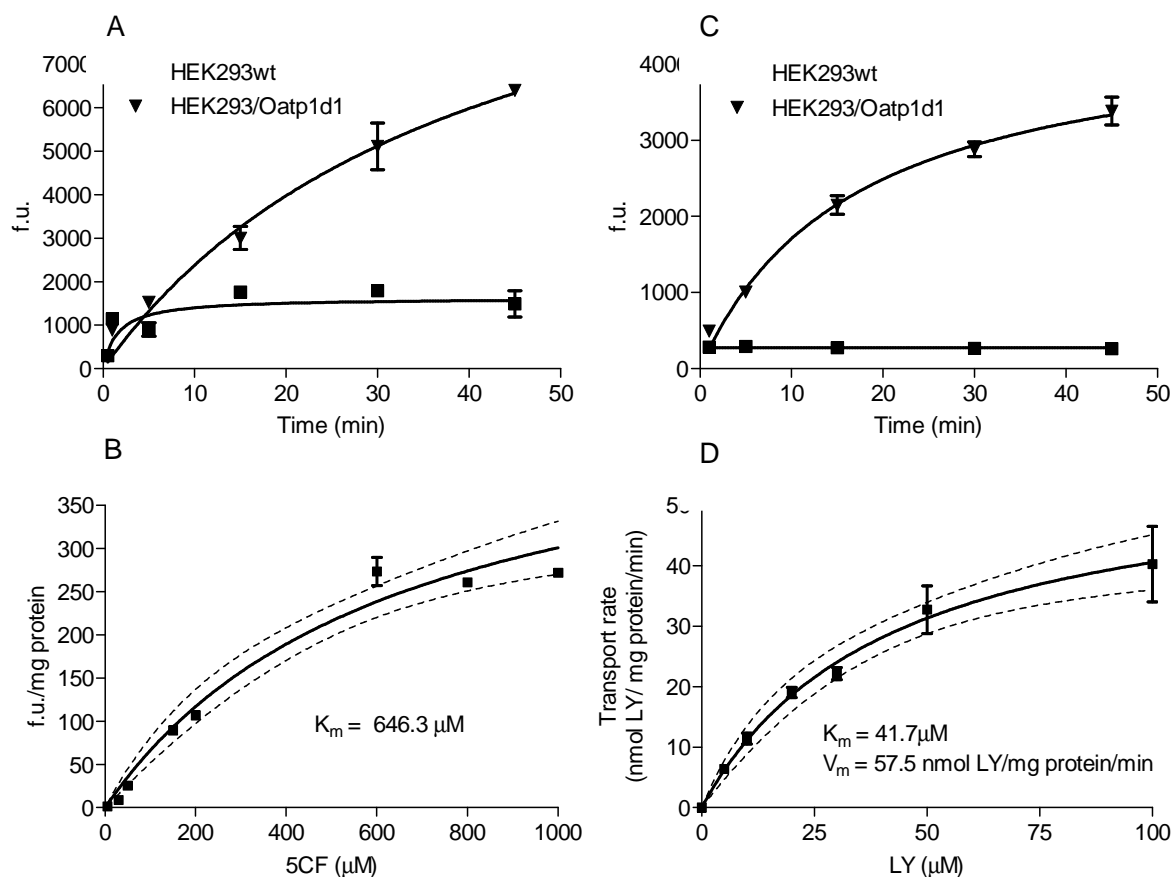 A
7000
6000
5000
4000
3000
2000
1000
0
f.u.
HEK293wt
HEK293/Oatp1d1
0 10 20 30 40 50
Time (min)
C
4000
3000
2000
1000
0
f.u.
HEK293wt
HEK293/Oatp1d1
0 10 20 30 40 50
Time (min)
B
350
300
250
200
150
100
50
0
f.u./mg protein
Km = 646.3 μM
0 200 400 600 800 1000
5CF (μM)
D
40
30
20
10
0
Transport rate
(nmol LY/ mg protein/min)
Km = 41.7μM
Vm = 57.5 nmol LY/mg protein/min
0 25 50 75 100
LY (μM)